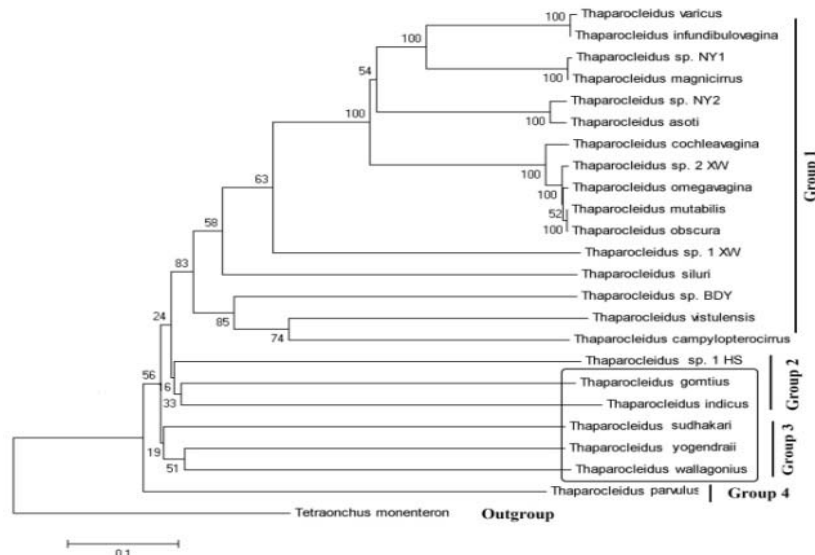 100
Thaparocleidus varicus
Thaparocleidus infundibulovagina
100
Thaparocleidus sp. NY1
100
Thaparocleidus magnicirrus
54
Thaparocleidus sp. NY2
100
100
Thaparocleidus asoti
Thaparocleidus cochleavagina
100
Thaparocleidus sp. 2 XW
Thaparocleidus omegavagina
63
Thaparocleidus mutabilis
52
100
Thaparocleidus obscura
58
Thaparocleidus sp. 1 XW
83
Thaparocleidus siluri
Thaparocleidus sp. BDY
85
Thaparocleidus vistulensis
24
74
Thaparocleidus campylopterocirrus
Group 1
Thaparocleidus sp. 1 HS
56
6
Thaparocleidus gomtius
33
Thaparocleidus indicus
Group 2
Thaparocleidus sudhakari
19
Thaparocleidus yogendraii
51
Thaparocleidus wallagonius
Group 3
Thaparocleidus parvulus
Group 4
Tetraonchus monenteron
Outgroup
0.1